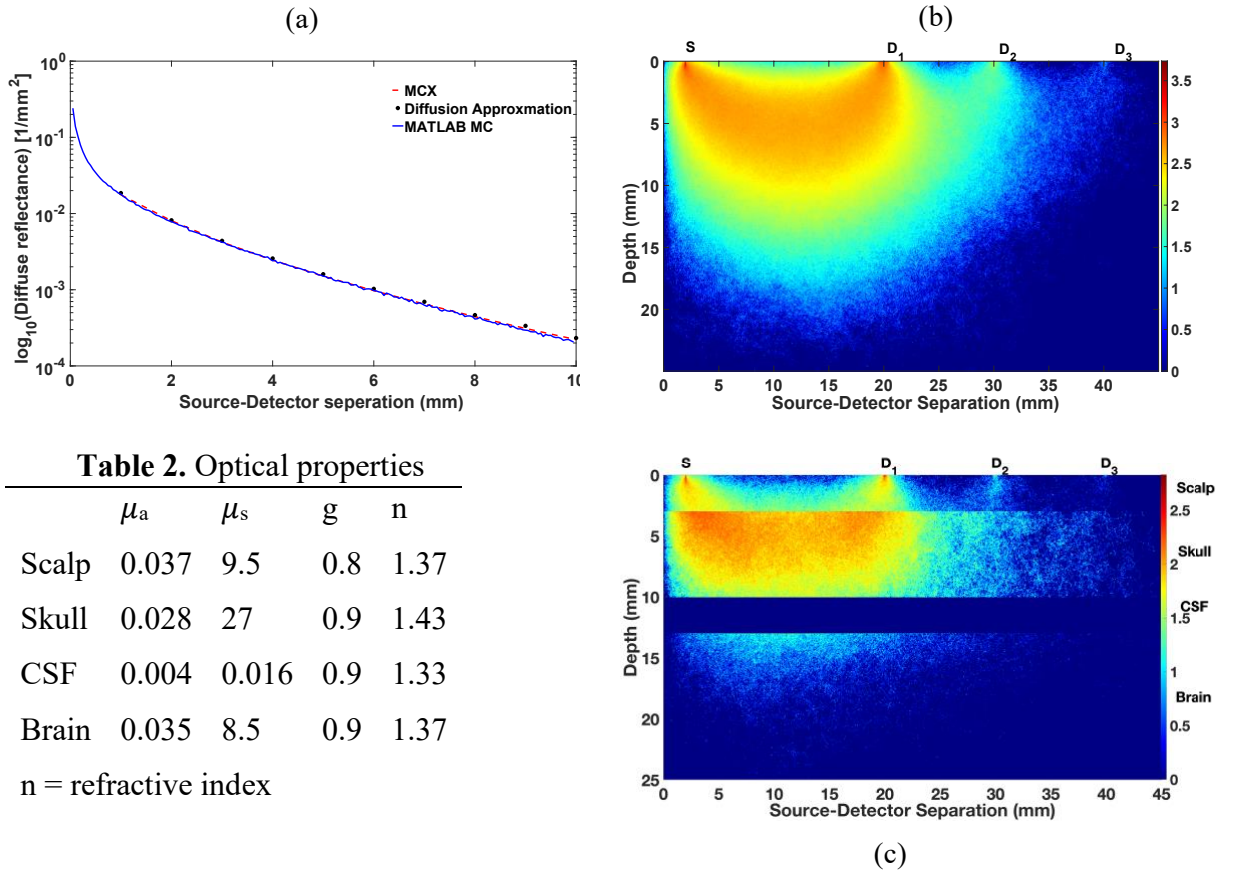 (a)
10^0
10^-1
10^-2
10^-3
10^-4
log10(Diffuse reflectance) [1/mm^-2]
MCX
Diffusion Approxmation
MATLAB MC
0 2 4 6 8 10
Source-Detector seperation (mm)
(b)
S D1 D2 D3
0
5
10
15
20
Depth (mm)
3.5
3
2.5
2
1.5
1
0.5
0
0 5 10 15 20 25 30 35 40
Source-Detector Separation (mm)
Table 2. Optical properties
μa μs g n
Scalp 0.037 9.5 0.8 1.37
Skull 0.028 27 0.9 1.43
CSF 0.004 0.016 0.9 1.33
Brain 0.035 8.5 0.9 1.37
n = refractive index
S D1 D2 D3
0
5
10
15
20
25
Depth (mm)
Scalp
2.5
Skull
2
CSF
1.5
1
Brain
0.5
0
0 5 10 15 20 25 30 35 40 45
Source-Detector Separation (mm)
(c)